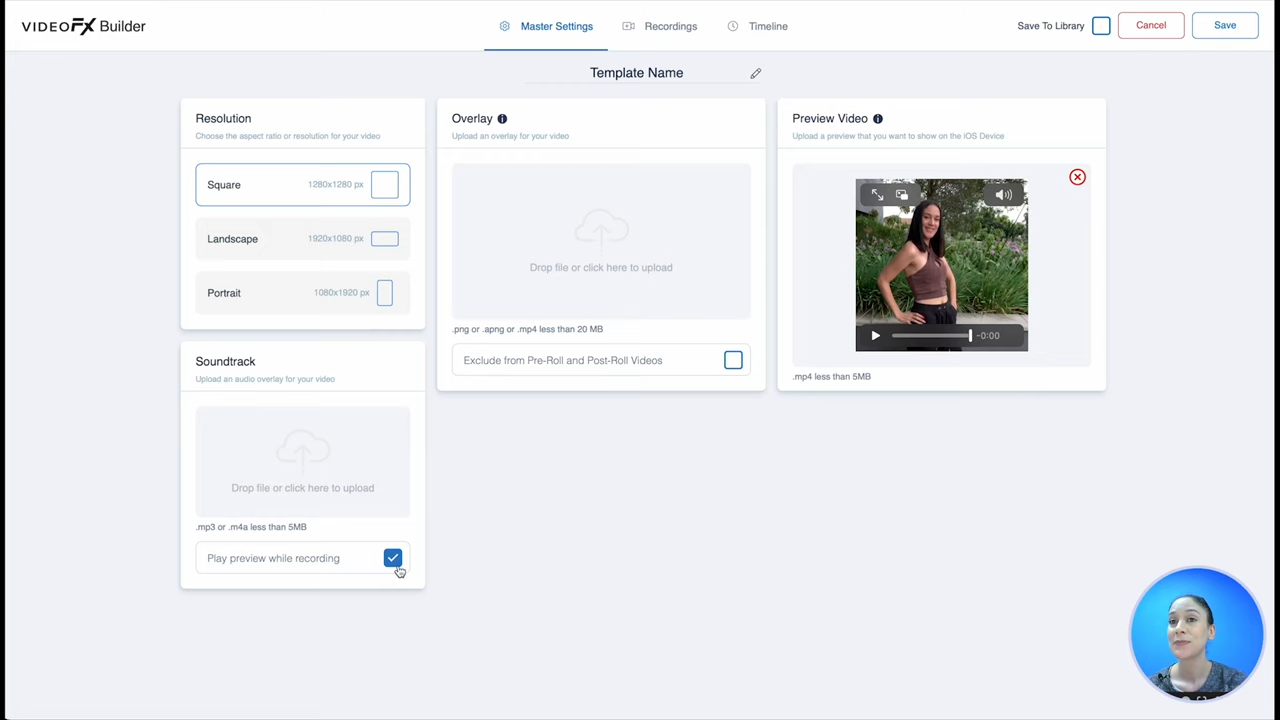 VIDEOFX Builder
Master Settings
Recordings
Timeline
Save To Library
Cancel
Save
Template Name
Resolution
Choose the aspect ratio or resolution for your video
Square
1280x1280 px
Landscape
1920x1080 px
Portrait
1080x1920 px
Soundtrack
Upload an audio overlay for your video
Drop file or click here to upload
.mp3 or .m4a less than 5MB
Play preview while recording
Overlay
Upload an overlay for your video
Drop file or click here to upload
.png or .apng or .mp4 less than 20 MB
Exclude from Pre-Roll and Post-Roll Videos
Preview Video
Upload a preview that you want to show on the iOS Device
-0:00
.mp4 less than 5MB